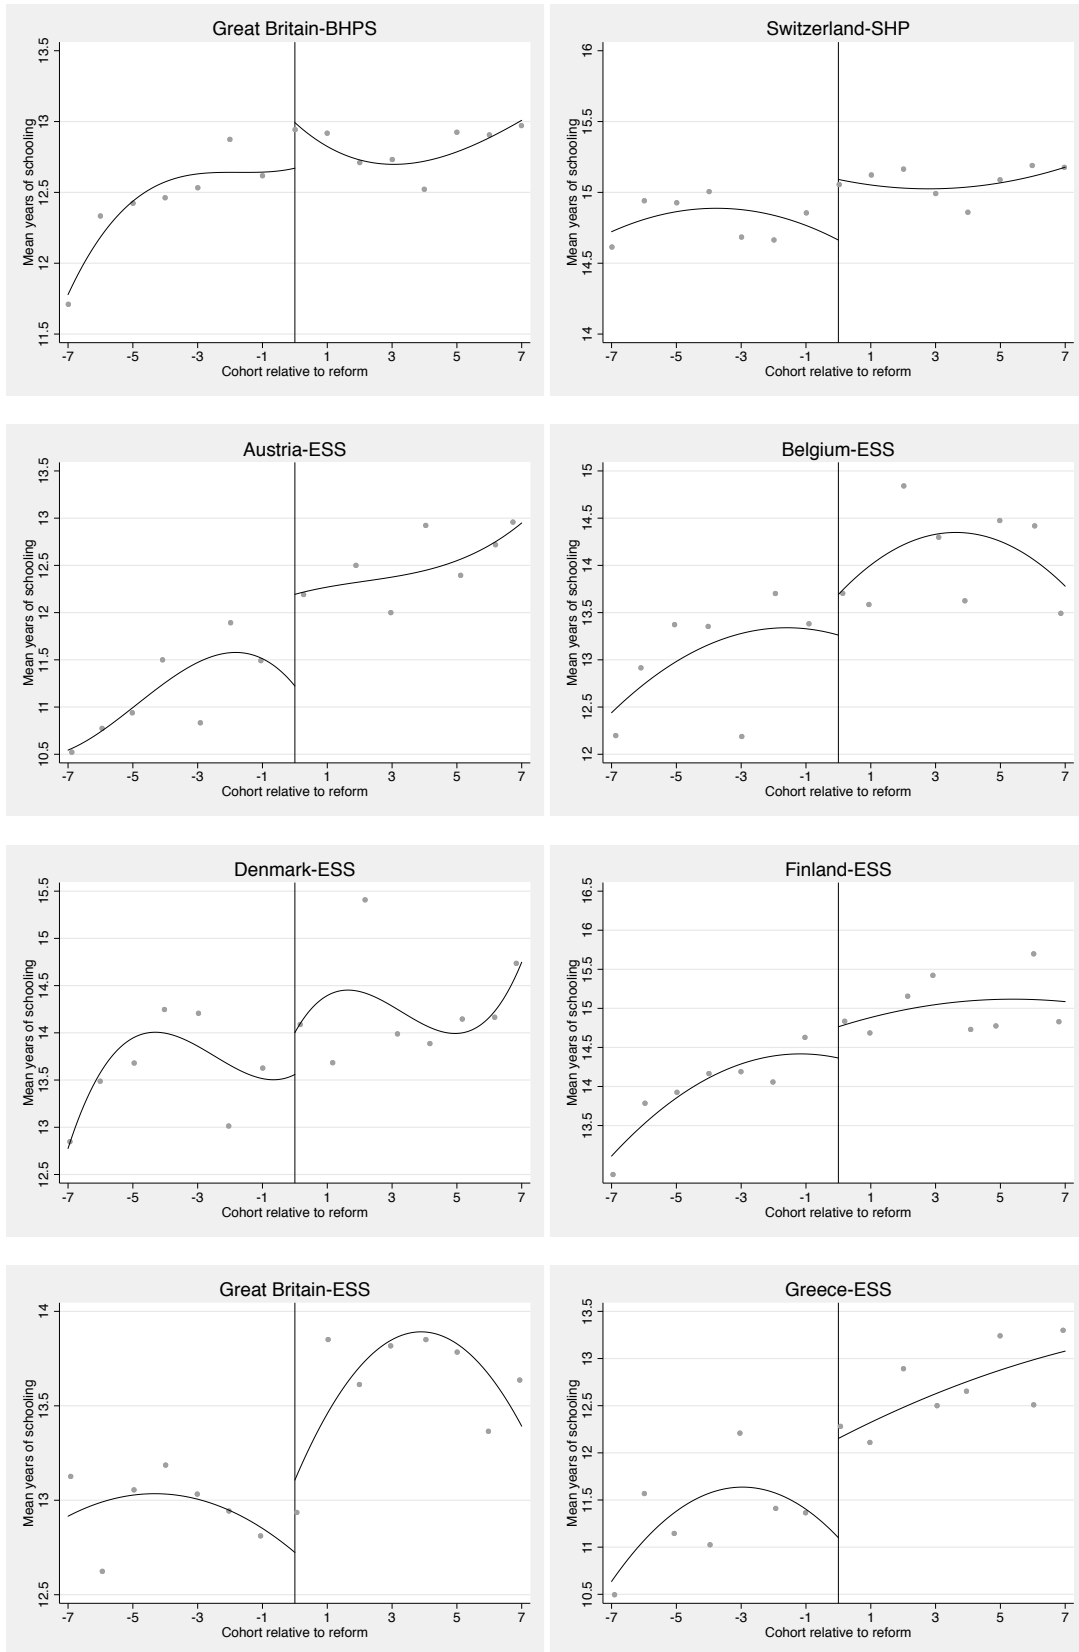 Great Britain-BHPS
Mean years of schooling
13.5
13
12.5
12
11.5
-7 -5 -3 -1 1 3 5 7
Cohort relative to reform
Switzerland-SHP
Mean years of schooling
16
15.5
15
14.5
14
-7 -5 -3 -1 1 3 5 7
Cohort relative to reform
Austria-ESS
Mean years of schooling
13.5
13
12.5
12
11.5
11
10.5
-7 -5 -3 -1 1 3 5 7
Cohort relative to reform
Belgium-ESS
Mean years of schooling
15
14.5
14
13.5
13
12.5
12
-7 -5 -3 -1 1 3 5 7
Cohort relative to reform
Denmark-ESS
Mean years of schooling
15.5
15
14.5
14
13.5
13
12.5
-7 -5 -3 -1 1 3 5 7
Cohort relative to reform
Finland-ESS
Mean years of schooling
16.5
16
15.5
15
14.5
14
13.5
-7 -5 -3 -1 1 3 5 7
Cohort relative to reform
Great Britain-ESS
Mean years of schooling
14
13.5
13
12.5
-7 -5 -3 -1 1 3 5 7
Cohort relative to reform
Greece-ESS
Mean years of schooling
13.5
13
12.5
12
11.5
11
10.5
-7 -5 -3 -1 1 3 5 7
Cohort relative to reform